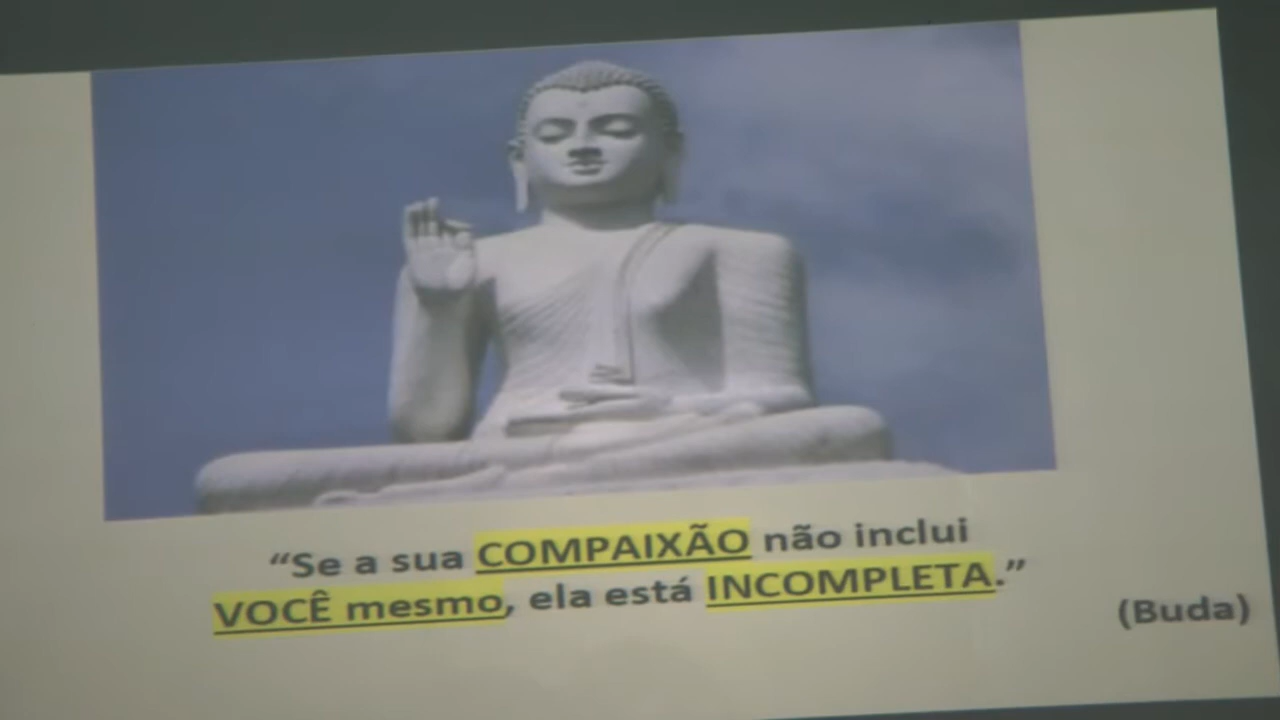 “Se a sua COMPAIXÃO não inclui
VOCÊ mesmo, ela está INCOMPLETA.”
(Buda)